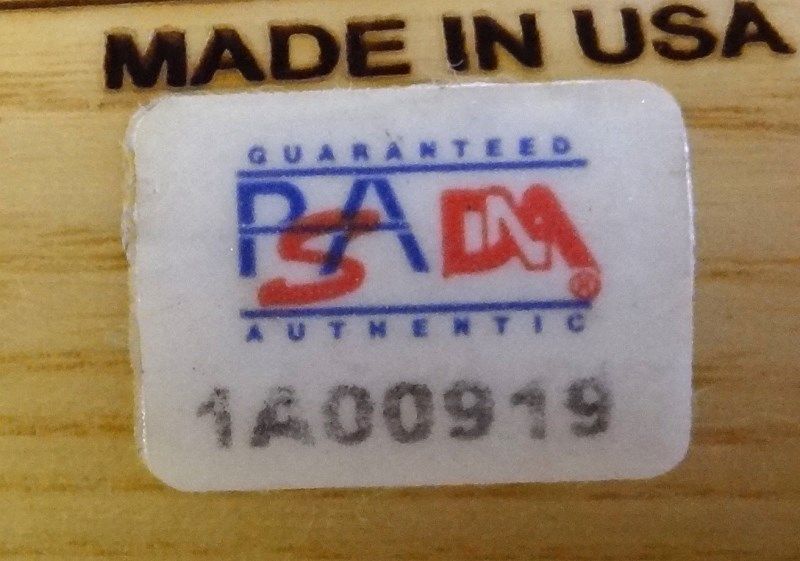 MADE IN USA
GUARANTEED
PSA DNA®
AUTHENTIC
1A00919